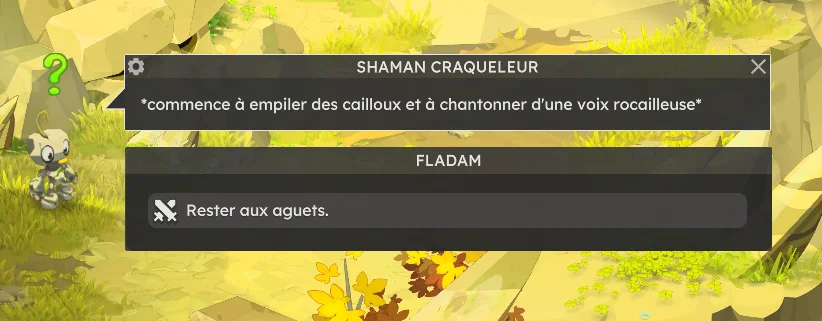 ?
SHAMAN CRAQUELEUR
*commence à empiler des cailloux et à chantonner d'une voix rocailleuse*
FLADAM
Rester aux aguets.